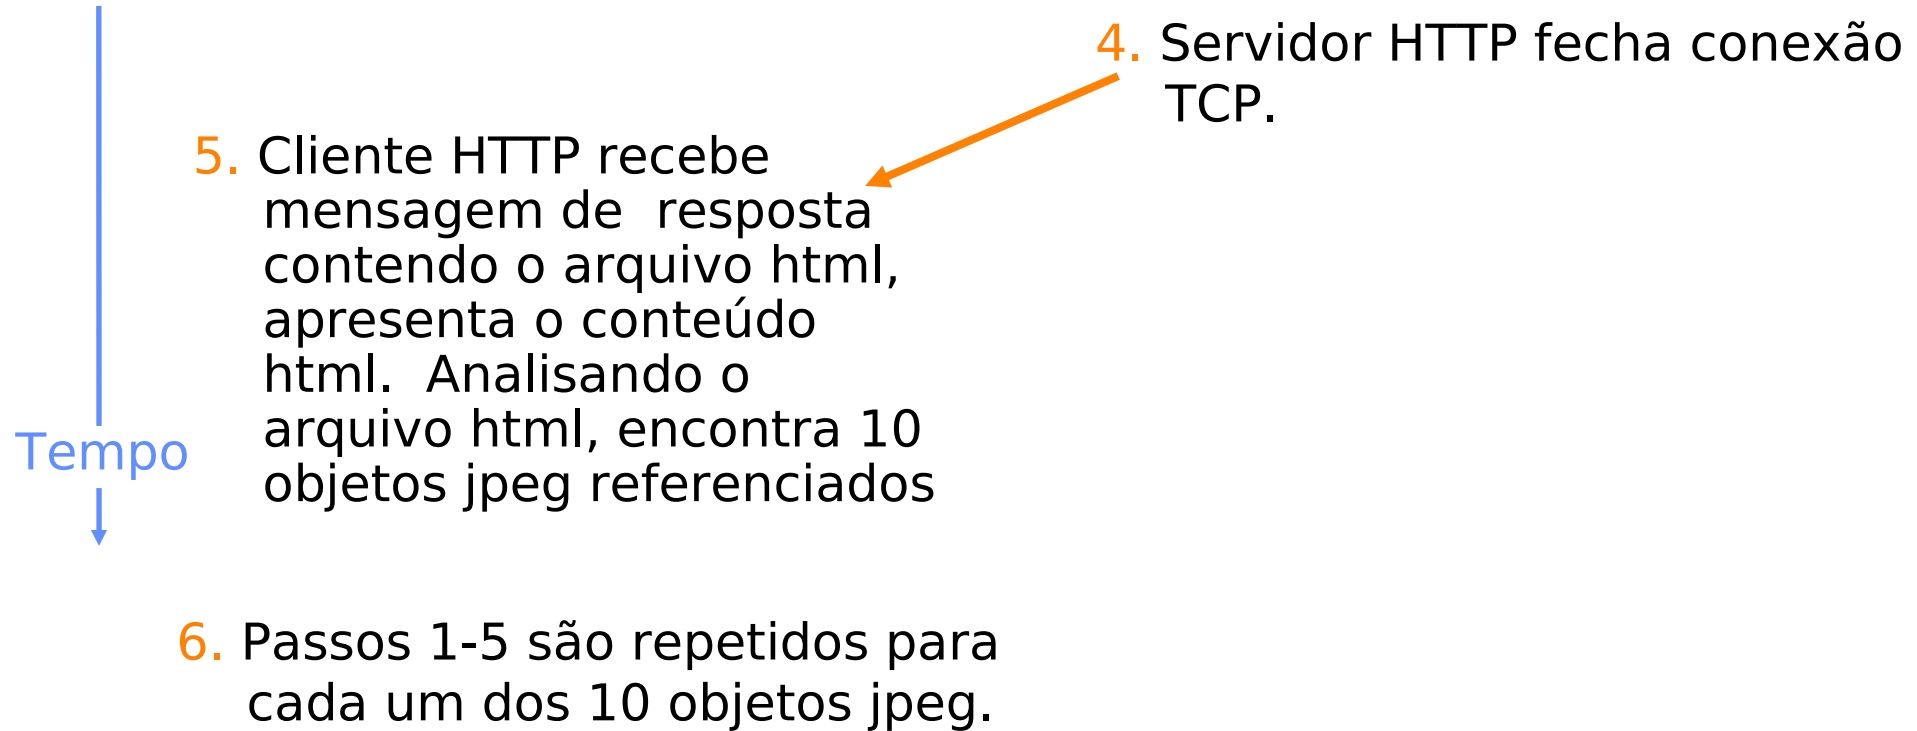 4. Servidor HTTP fecha conexão
TCP.
5. Cliente HTTP recebe
mensagem de  resposta
contendo o arquivo html,
apresenta o conteúdo
html.  Analisando o
arquivo html, encontra 10
objetos jpeg referenciados
Tempo
6. Passos 1-5 são repetidos para
cada um dos 10 objetos jpeg.